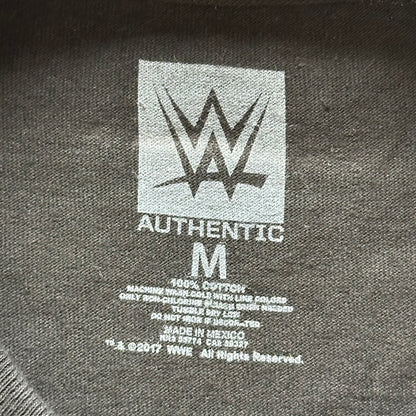 W
AUTHENTIC
M
100% COTTON
MACHINE WASH COLD WITH LIKE COLORS
ONLY NON-CHLORINE BLEACH WHEN NEEDED
TUMBLE DRY LOW
DO NOT IRON IF DECORATED
MADE IN MEXICO
CA#
™ & ©2017 WWE All Rights Reserved.